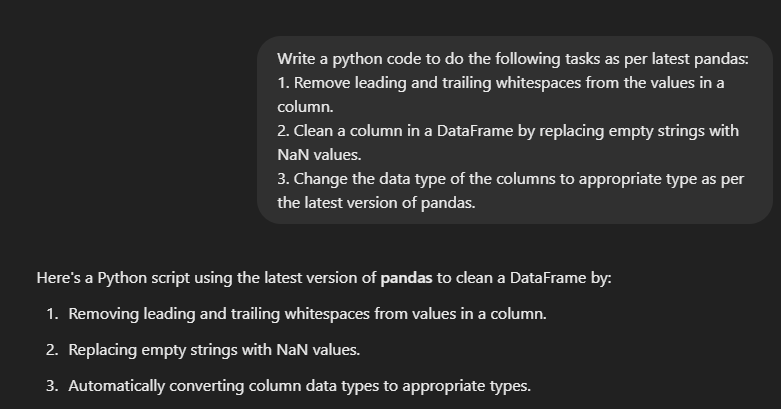 Write a python code to do the following tasks as per latest pandas:
1. Remove leading and trailing whitespaces from the values in a
column.
2. Clean a column in a DataFrame by replacing empty strings with
NaN values.
3. Change the data type of the columns to appropriate type as per
the latest version of pandas.
Here's a Python script using the latest version of pandas to clean a DataFrame by:
1. Removing leading and trailing whitespaces from values in a column.
2. Replacing empty strings with NaN values.
3. Automatically converting column data types to appropriate types.